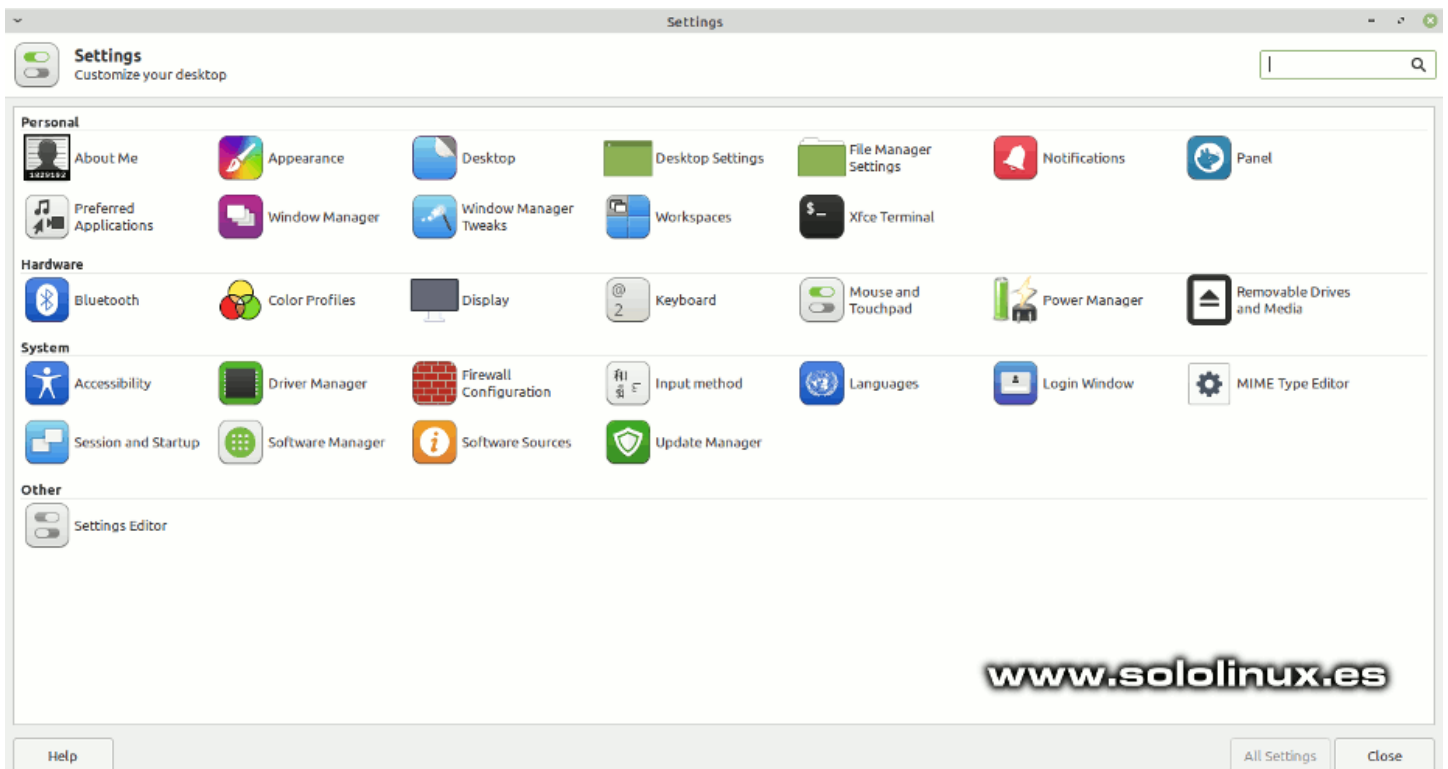 Settings
Settings
Customize your desktop
Personal
About Me
Appearance
Desktop
Desktop Settings
File Manager
Settings
Notifications
Panel
Preferred
Applications
Window Manager
Window Manager
Tweaks
Workspaces
$_
Xfce Terminal
Hardware
Bluetooth
Color Profiles
Display
@
2
Keyboard
Mouse and
Touchpad
Power Manager
Removable Drives
and Media
System
Accessibility
Driver Manager
Firewall
Configuration
Input method
Languages
Login Window
MIME Type Editor
Session and Startup
Software Manager
i
Software Sources
Update Manager
Other
Settings Editor
www.sololinux.es
Help
All Settings
Close